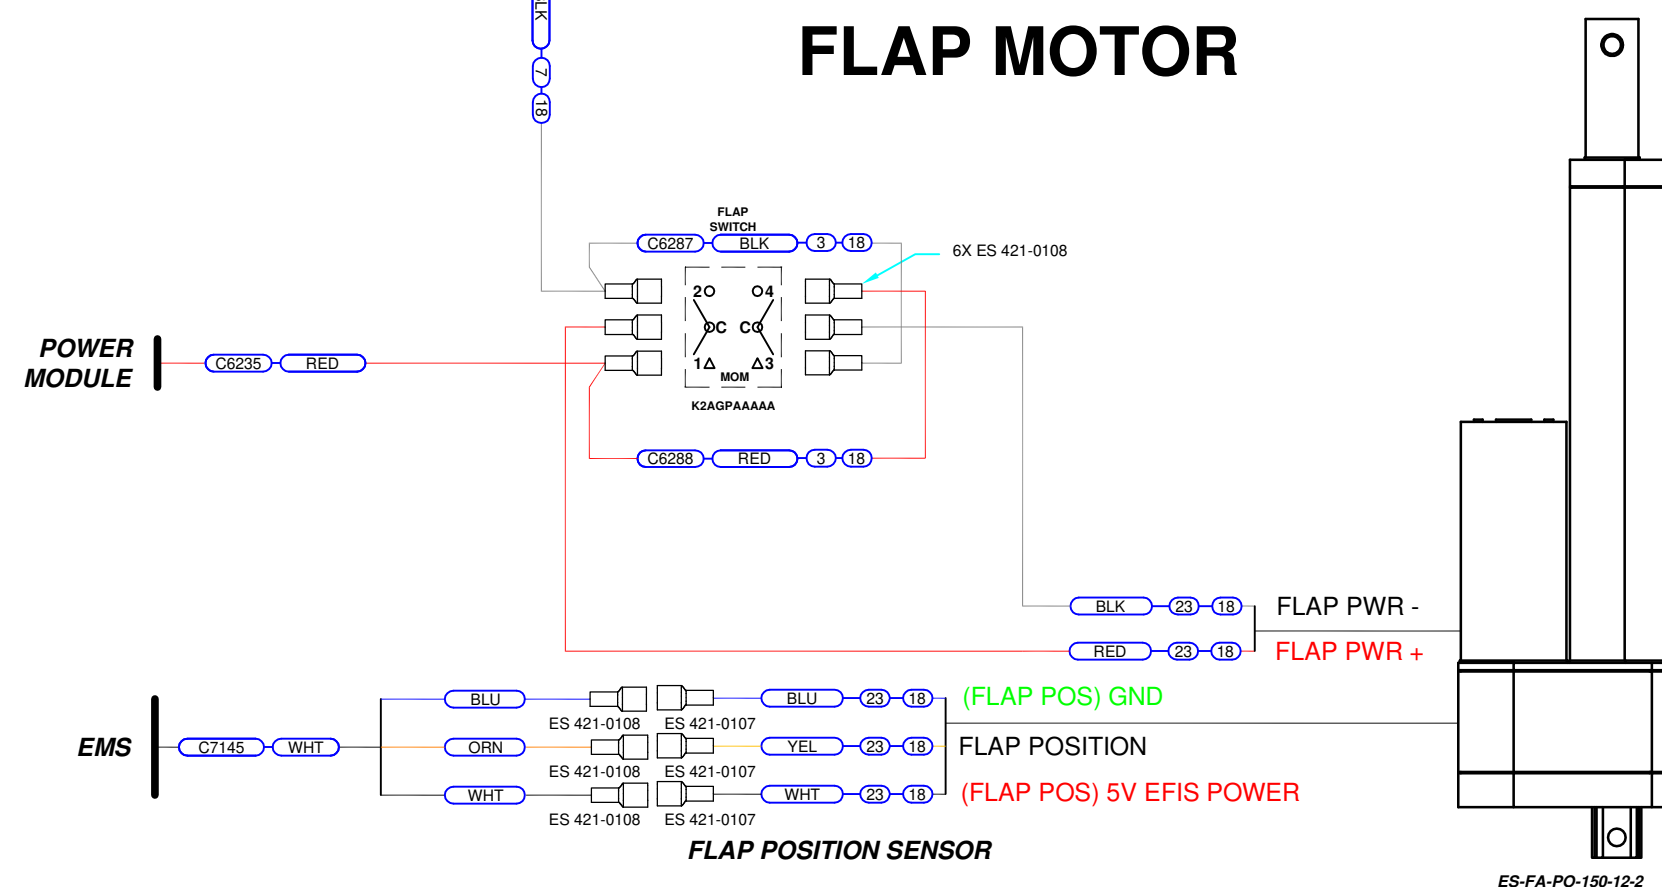 LK
7
18
FLAP MOTOR
FLAP
SWITCH
C6287 BLK 3 18
6X ES 421-0108
2 4
C C
1 3
MOM
K2AGPAAAAA
POWER
MODULE
C6235 RED
C6288 RED 3 18
BLK 23 18 FLAP PWR -
RED 23 18 FLAP PWR +
BLU BLU 23 18 (FLAP POS) GND
ES 421-0108 ES 421-0107
EMS C7145 WHT ORN YEL 23 18 FLAP POSITION
ES 421-0108 ES 421-0107
WHT WHT 23 18 (FLAP POS) 5V EFIS POWER
ES 421-0108 ES 421-0107
FLAP POSITION SENSOR
ES-FA-PO-150-12-2